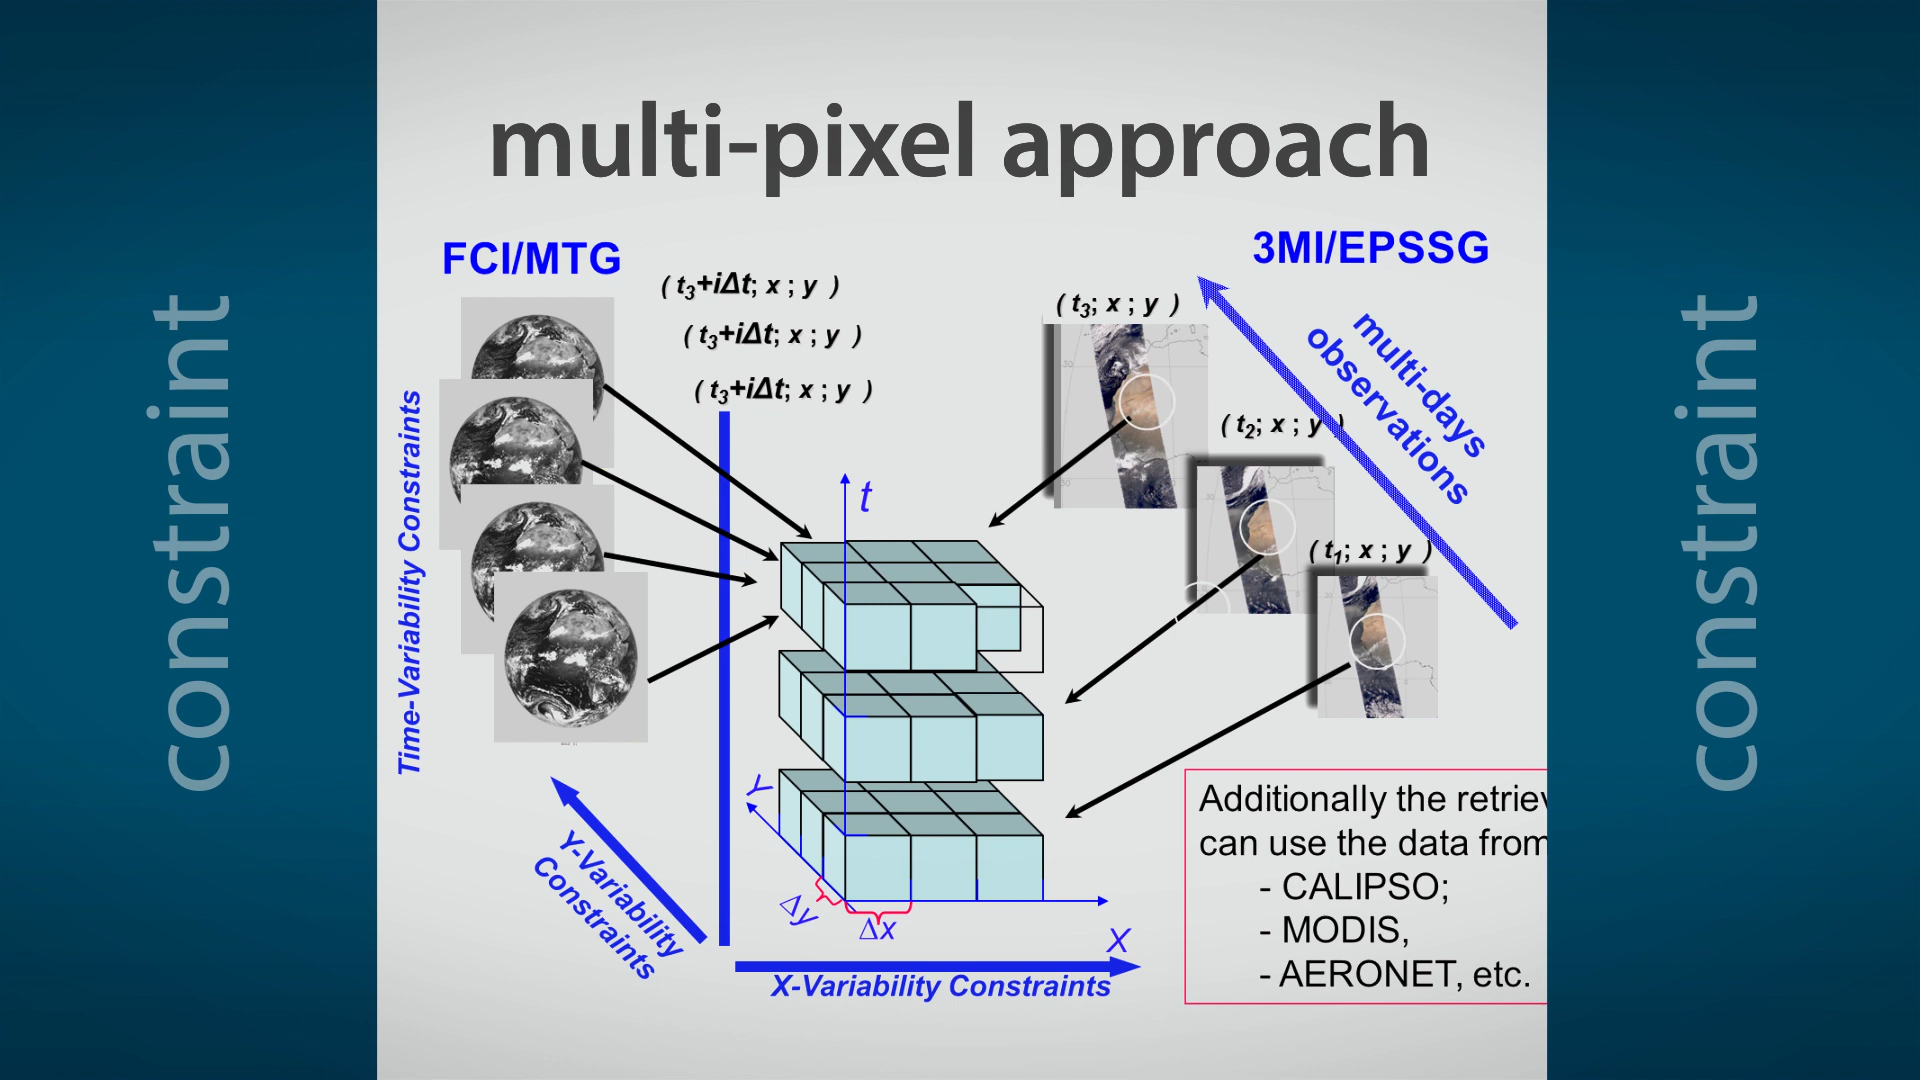 constraint
multi-pixel approach
FCI/MTG
3MI/EPSSG
( t3+iΔt; x ; y )
( t3+iΔt; x ; y )
( t3+iΔt; x ; y )
( t3; x ; y )
( t2; x ; y )
( t1; x ; y )
multi-days
observations
Time-Variability Constraints
t
Y
Δy
Δx
X
Y-Variability
Constraints
X-Variability Constraints
Additionally the retriev
can use the data from
- CALIPSO;
- MODIS,
- AERONET, etc.
constraint